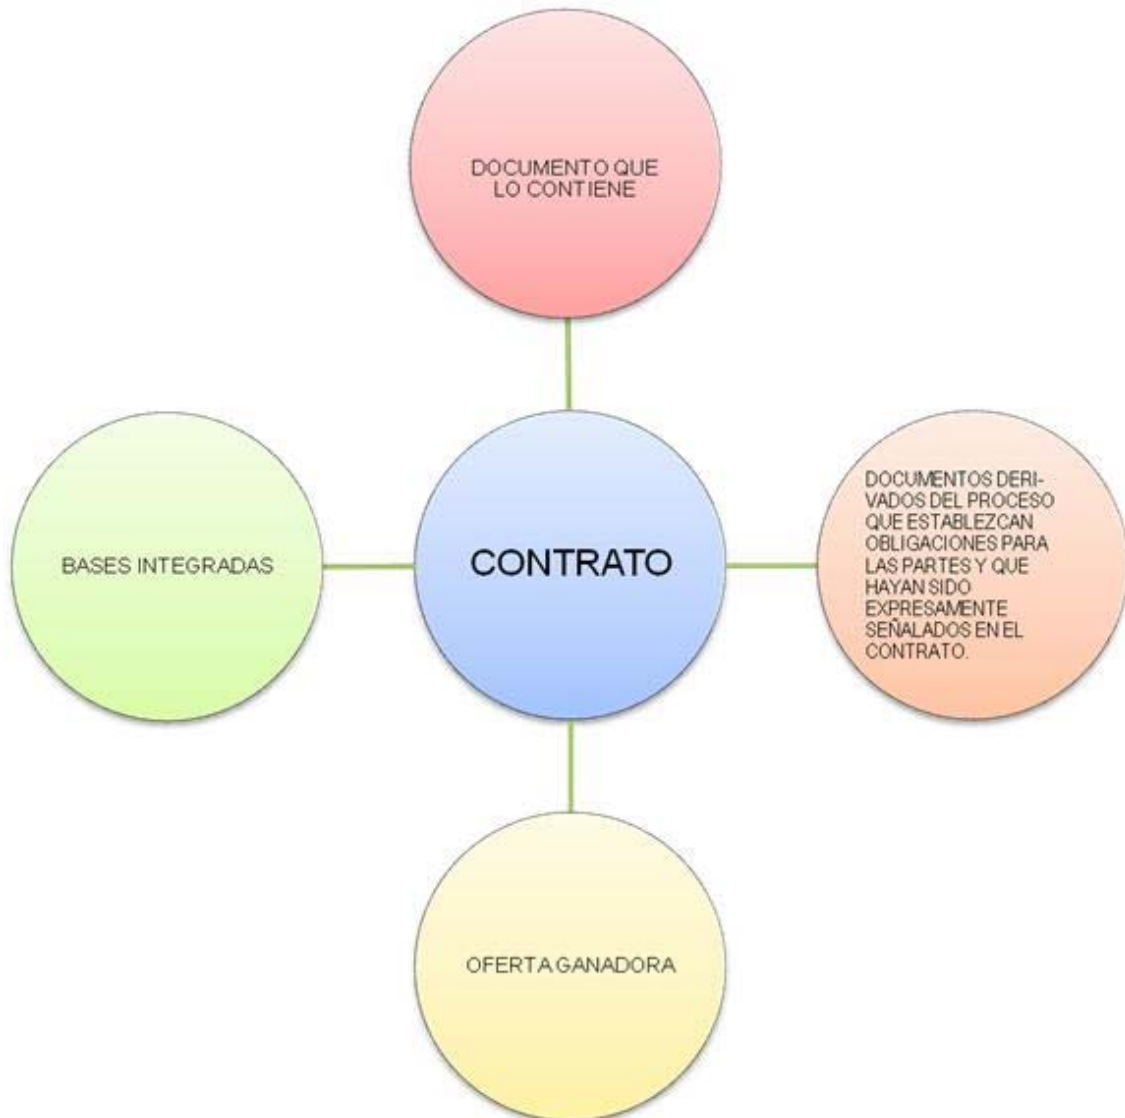 DOCUMENTO QUE
LO CONTIENE
BASES INTEGRADAS
CONTRATO
DOCUMENTOS DERI-
VADOS DEL PROCESO
QUE ESTABLEZCAN
OBLIGACIONES PARA
LAS PARTES Y QUE
HAYAN SIDO
EXPRESAMENTE
SEÑALADOS EN EL
CONTRATO.
OFERTA GANADORA